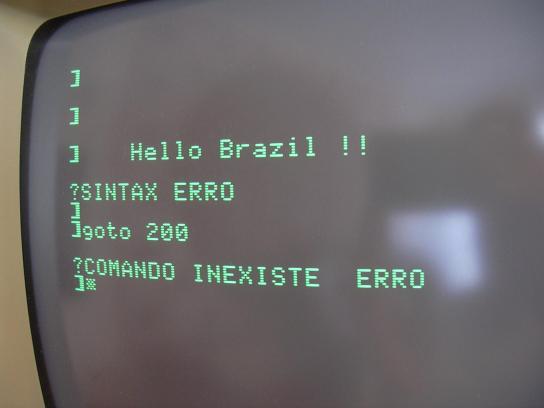 ]
]
]   Hello Brazil !!
?SINTAX ERRO
]
]goto 200
?COMANDO INEXISTE  ERRO
]